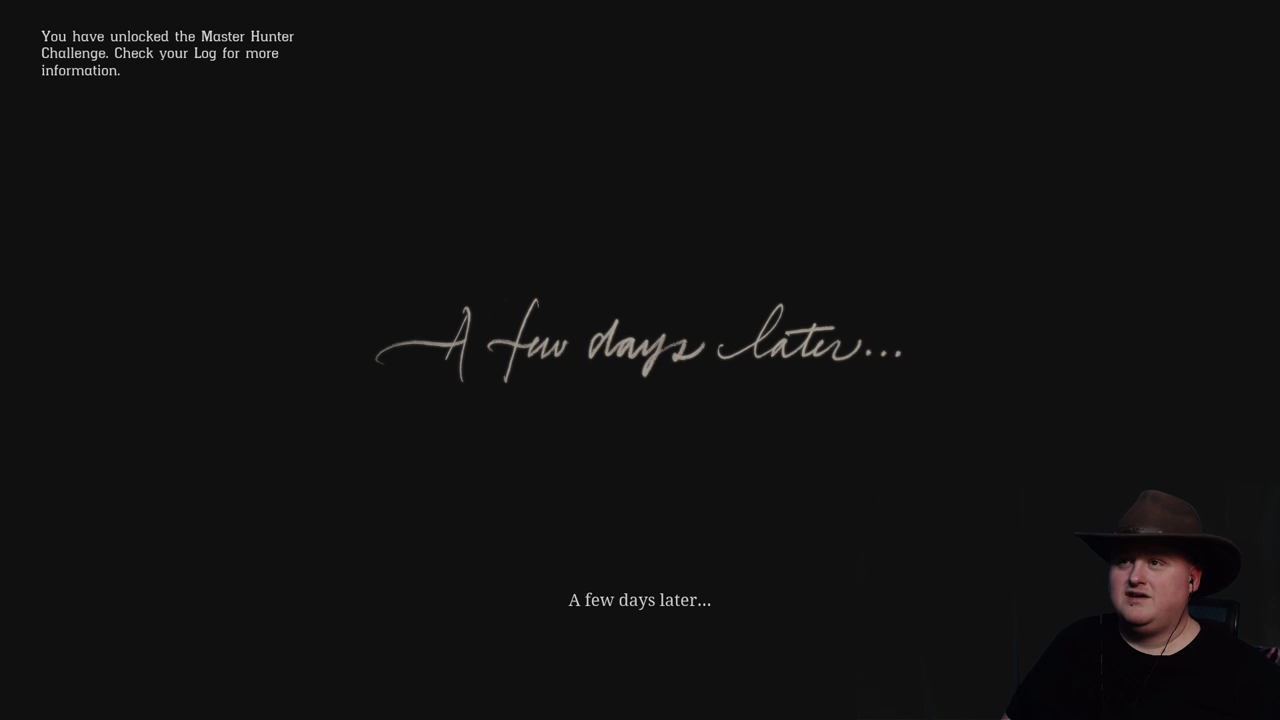 You have unlocked the Master Hunter
Challenge. Check your Log for more
information.
A few days later...
A few days later...